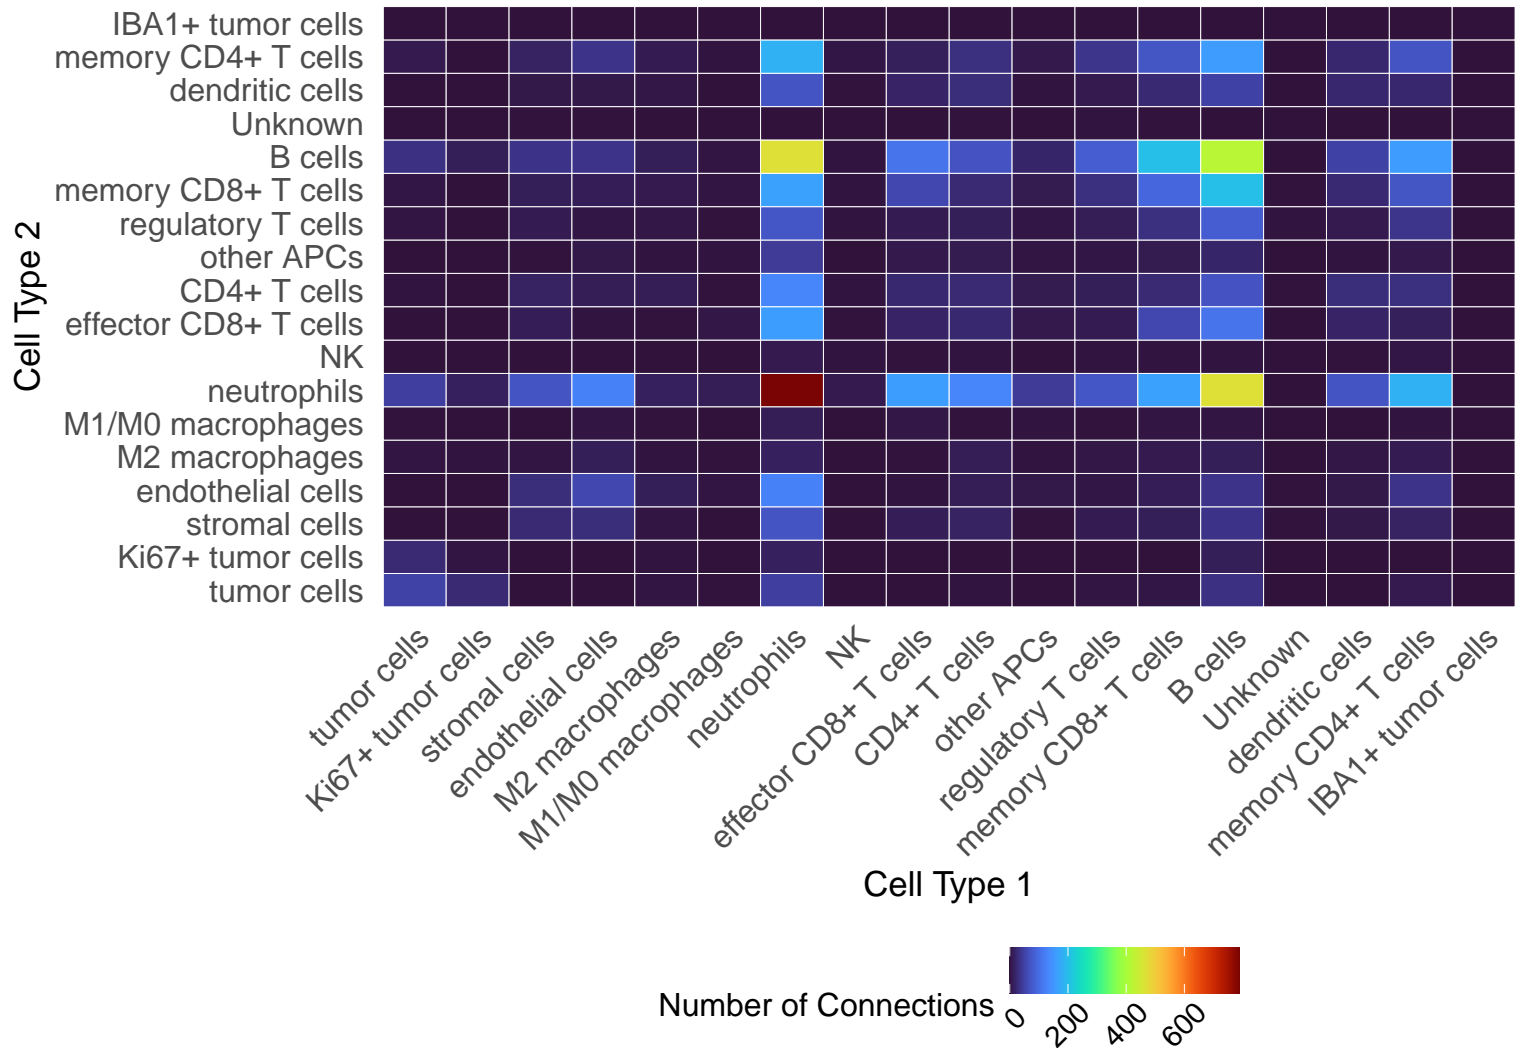 IBA1+ tumor cells
memory CD4+ T cells
dendritic cells
Unknown
B cells
memory CD8+ T cells
regulatory T cells
other APCs
CD4+ T cells
effector CD8+ T cells
NK
neutrophils
M1/M0 macrophages
M2 macrophages
endothelial cells
stromal cells
Ki67+ tumor cells
tumor cells
Cell Type 2
tumor cells
Ki67+ tumor cells
stromal cells
endothelial cells
M2 macrophages
M1/M0 macrophages
neutrophils
NK
effector CD8+ T cells
CD4+ T cells
other APCs
regulatory T cells
memory CD8+ T cells
B cells
Unknown
dendritic cells
memory CD4+ T cells
IBA1+ tumor cells
Cell Type 1
Number of Connections
0
200
400
600